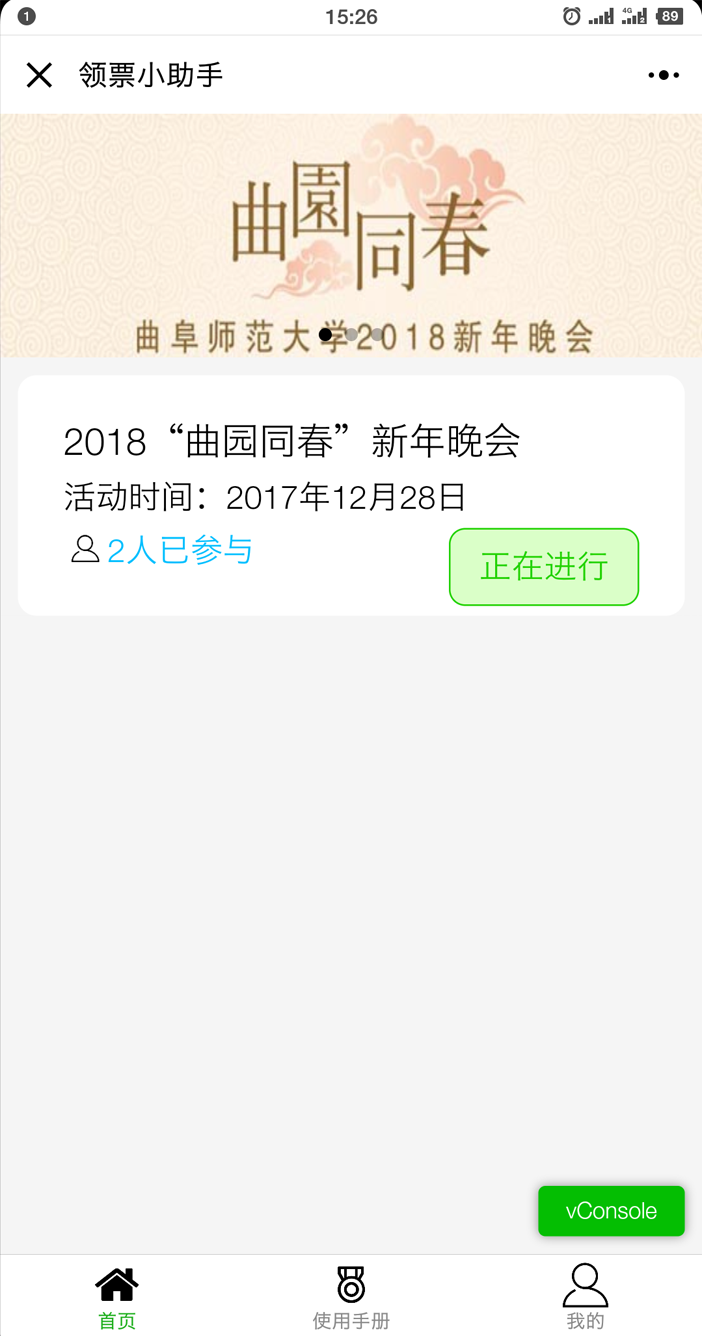 1
15:26
4G
2
89
领票小助手
曲園同春
曲阜师范大学2018新年晚会
2018“曲园同春”新年晚会
活动时间：2017年12月28日
2人已参与
正在进行
vConsole
首页
使用手册
我的